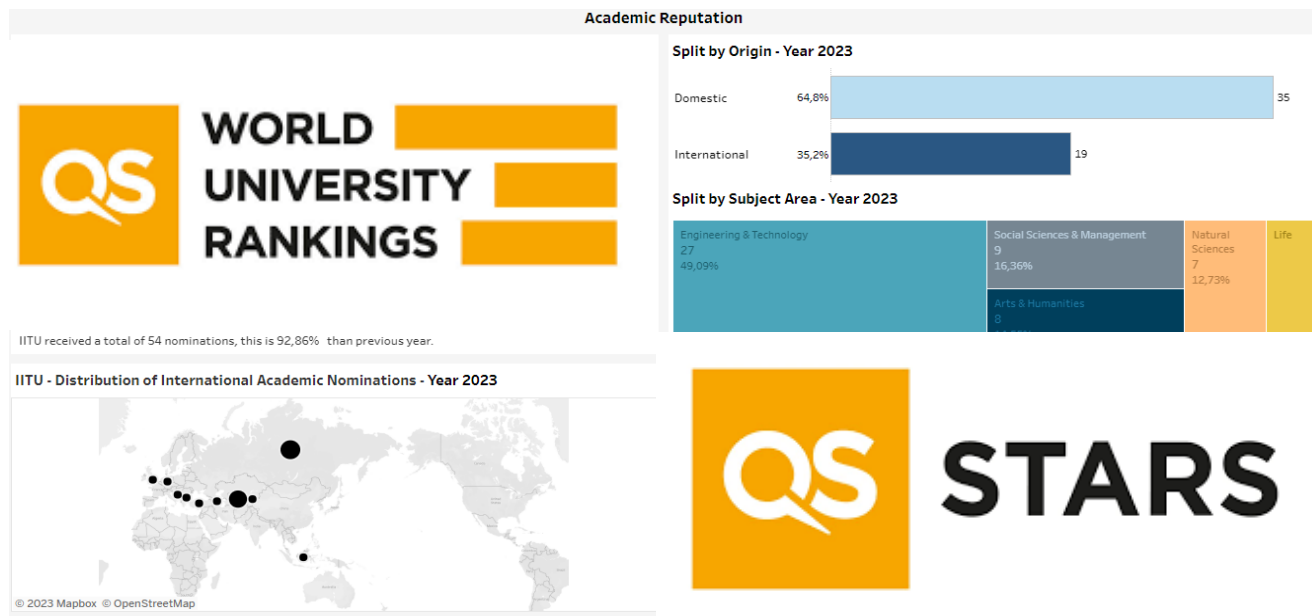 Academic Reputation
QS
WORLD
UNIVERSITY
RANKINGS
IITU received a total of 54 nominations, this is 92,86% than previous year.
Split by Origin - Year 2023
Domestic 64,8% 35
International 35,2% 19
Split by Subject Area - Year 2023
Engineering & Technology
27
49,09%
Social Sciences & Management
9
16,36%
Arts & Humanities
8
Natural
Sciences
7
12,73%
Life
IITU - Distribution of International Academic Nominations - Year 2023
© 2023 Mapbox © OpenStreetMap
QS STARS